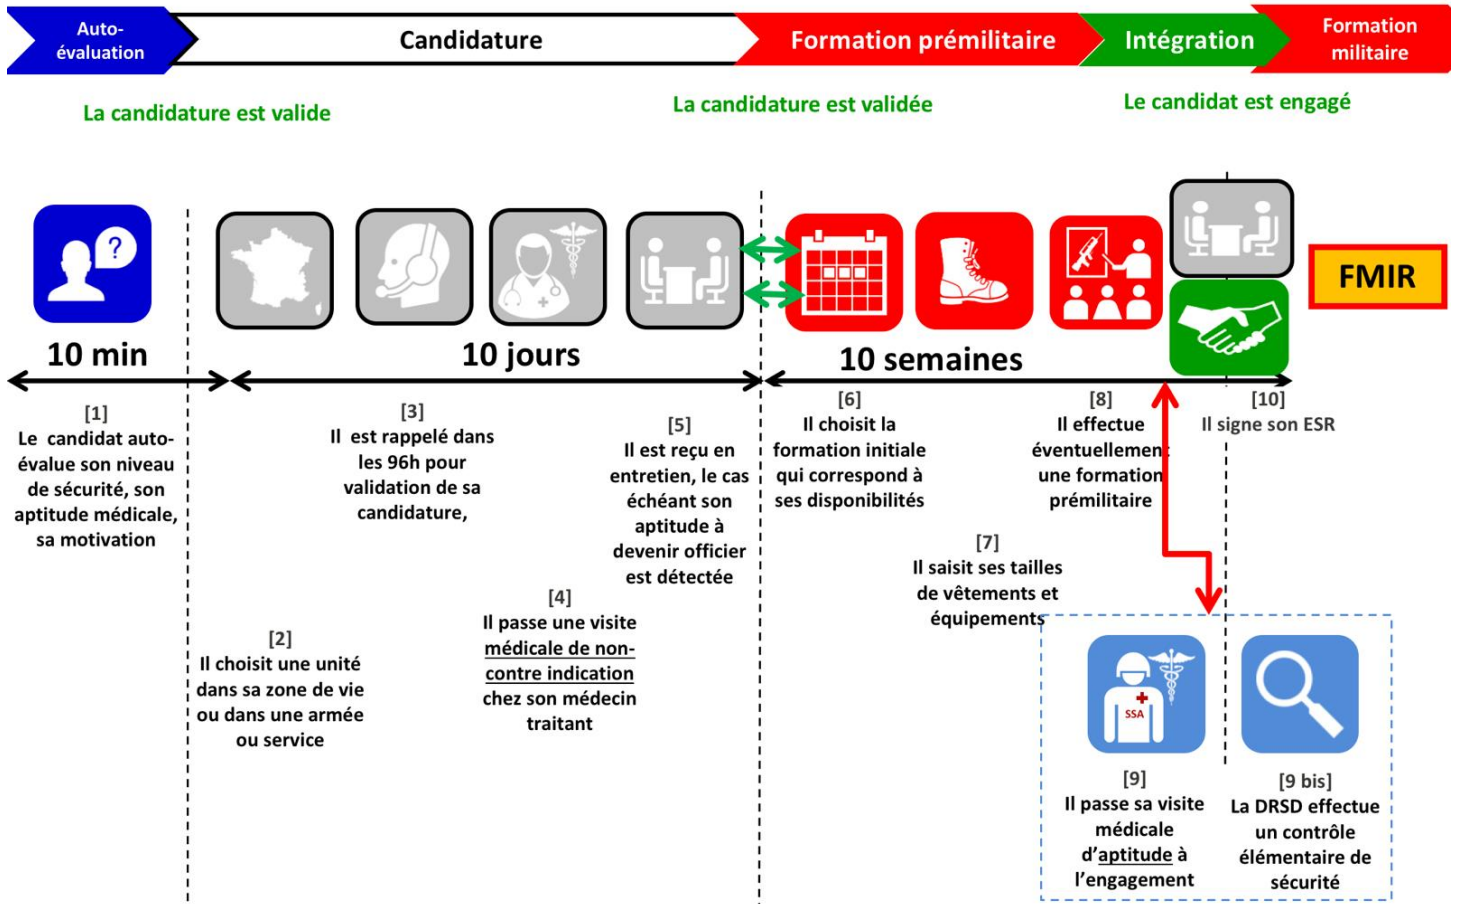 Auto-
évaluation
Candidature
Formation prémilitaire
Intégration
Formation
militaire
La candidature est valide
La candidature est validée
Le candidat est engagé
?
FMIR
10 min
10 jours
10 semaines
[1]
Le candidat auto-
évalue son niveau
de sécurité, son
aptitude médicale,
sa motivation
[2]
Il choisit une unité
dans sa zone de vie
ou dans une armée
ou service
[3]
Il est rappelé dans
les 96h pour
validation de sa
candidature,
[4]
Il passe une visite
médicale de non-
contre indication
chez son médecin
traitant
[5]
Il est reçu en
entretien, le cas
échéant son
aptitude à
devenir officier
est détectée
[6]
Il choisit la
formation initiale
qui correspond à
ses disponibilités
[7]
Il saisit ses tailles
de vêtements et
équipements
[8]
Il effectue
éventuellement
une formation
prémilitaire
SSA
[9]
Il passe sa visite
médicale
d'aptitude à
l'engagement
[9 bis]
La DRSD effectue
un contrôle
élémentaire de
sécurité
[10]
Il signe son ESR